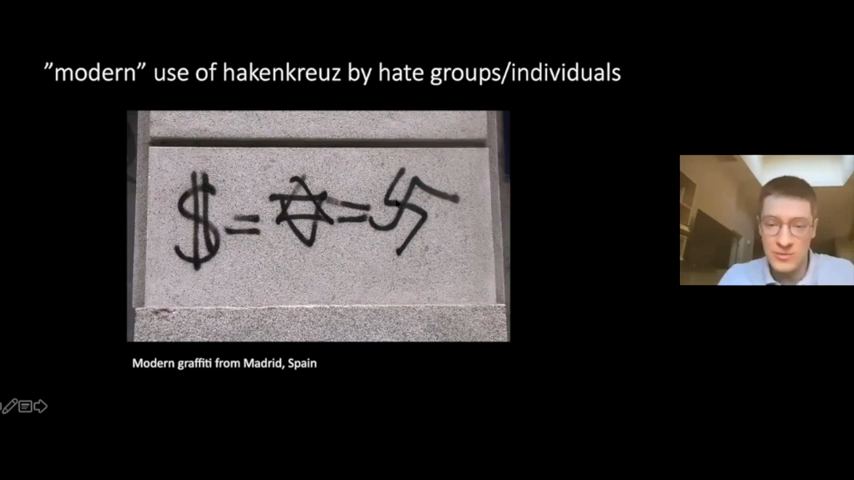 ”modern” use of hakenkreuz by hate groups/individuals
$=✡=卐
Modern graffiti from Madrid, Spain